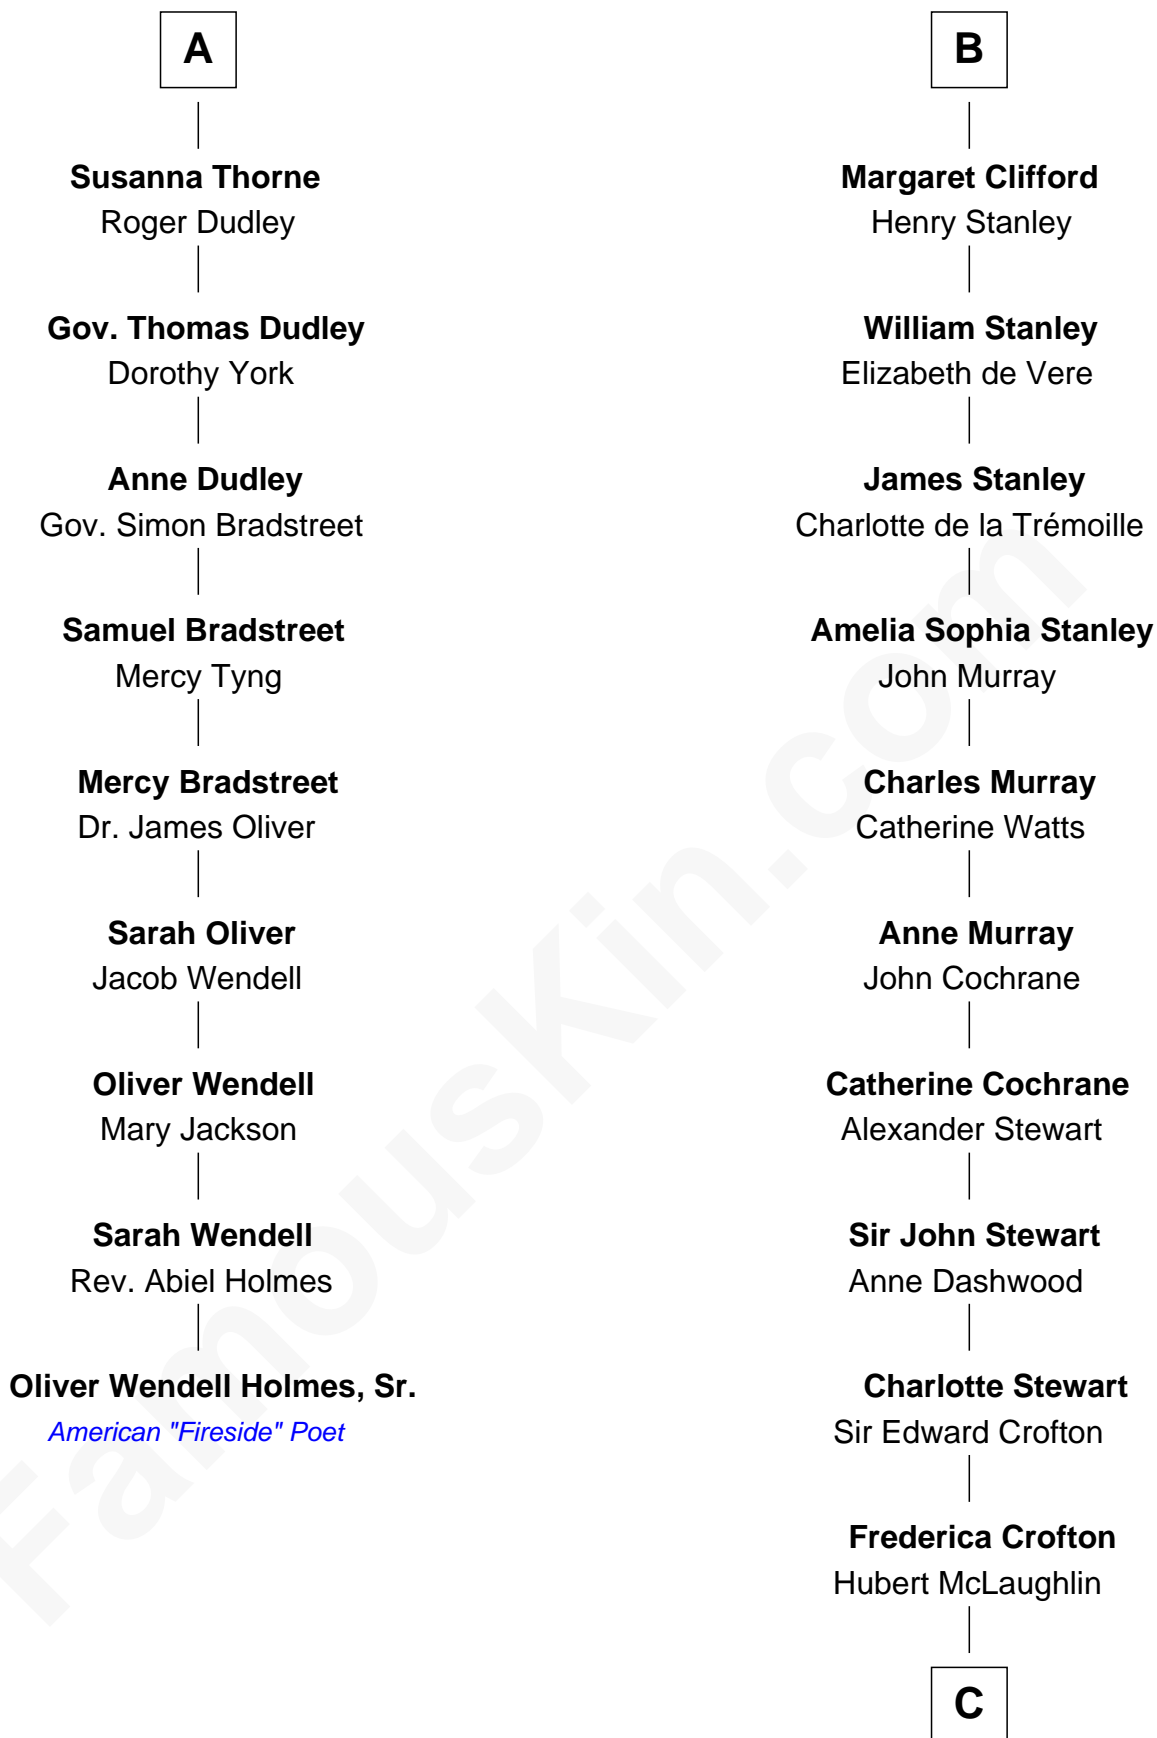 A
Susanna Thorne
Roger Dudley
Gov. Thomas Dudley
Dorothy York
Anne Dudley
Gov. Simon Bradstreet
Samuel Bradstreet
Mercy Tyng
Mercy Bradstreet
Dr. James Oliver
Sarah Oliver
Jacob Wendell
Oliver Wendell
Mary Jackson
Sarah Wendell
Rev. Abiel Holmes
Oliver Wendell Holmes, Sr.
American "Fireside" Poet
B
Margaret Clifford
Henry Stanley
William Stanley
Elizabeth de Vere
James Stanley
Charlotte de la Trémoille
Amelia Sophia Stanley
John Murray
Charles Murray
Catherine Watts
Anne Murray
John Cochrane
Catherine Cochrane
Alexander Stewart
Sir John Stewart
Anne Dashwood
Charlotte Stewart
Sir Edward Crofton
Frederica Crofton
Hubert McLaughlin
C
FamousKin.com